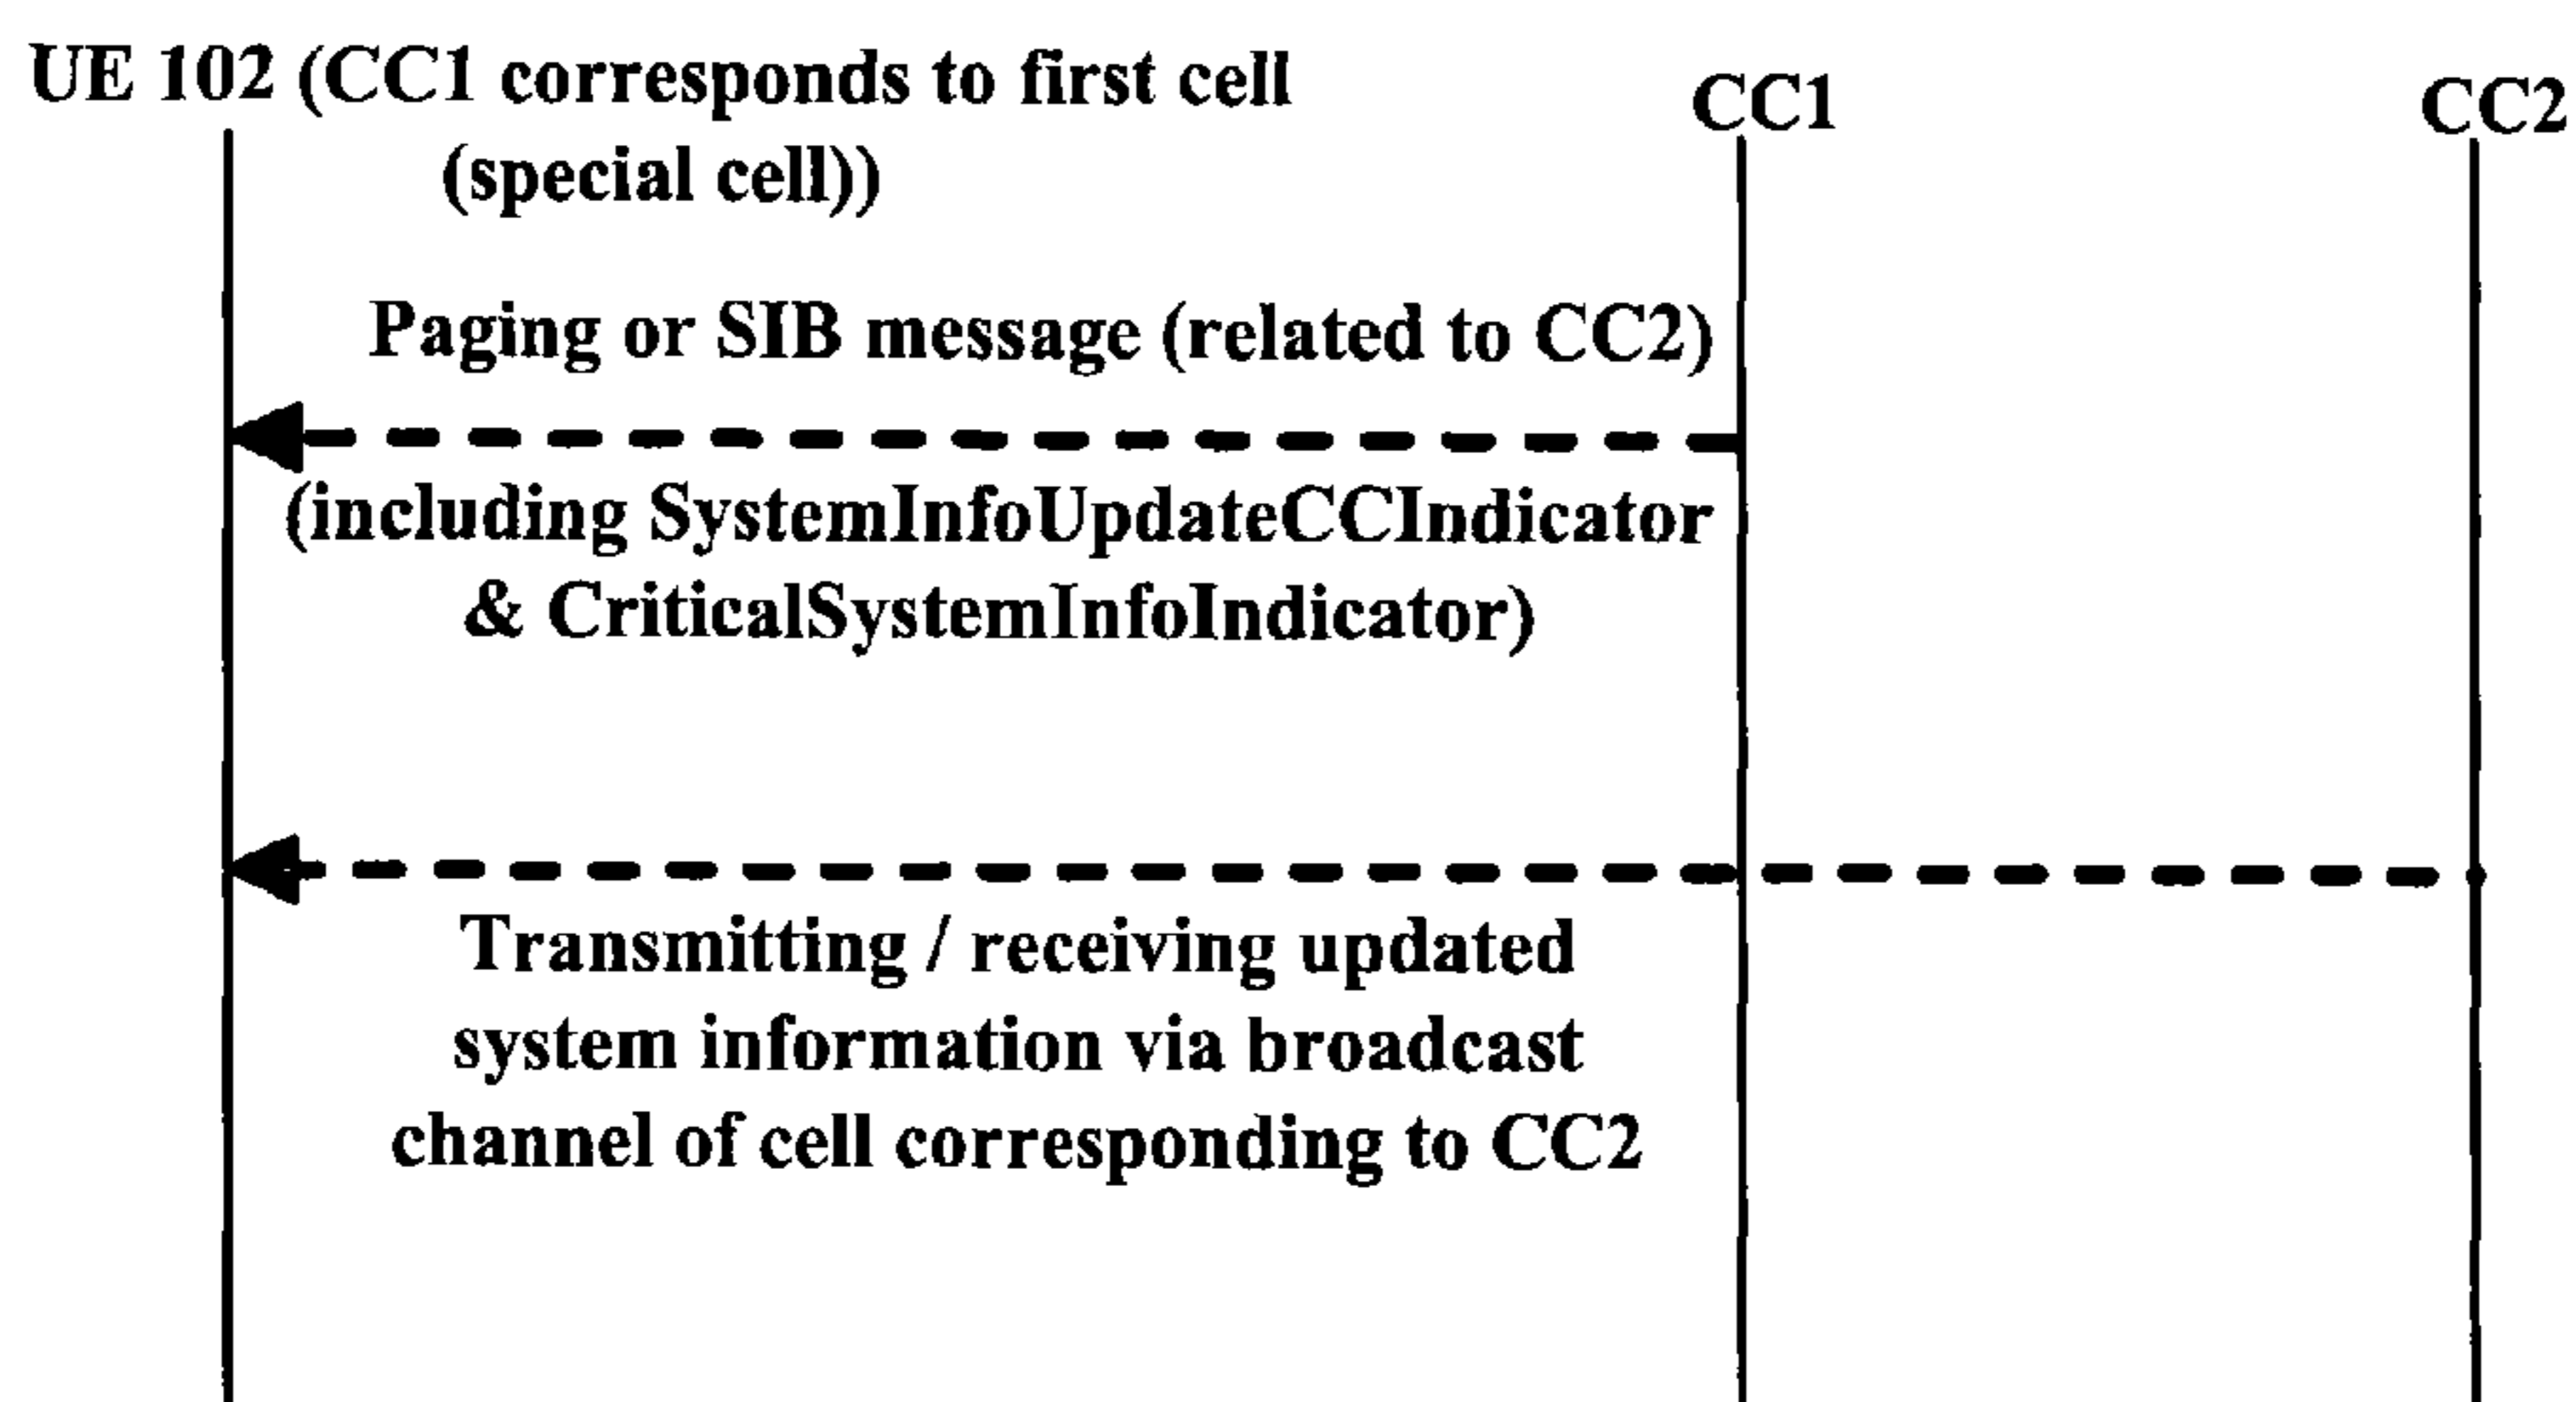 UE 102 (CC1 corresponds to first cell
(special cell))
CC1
CC2
Paging or SIB message (related to CC2)
(including SystemInfoUpdateCCIndicator
& CriticalSystemInfoIndicator)
Transmitting / receiving updated
system information via broadcast
channel of cell corresponding to CC2